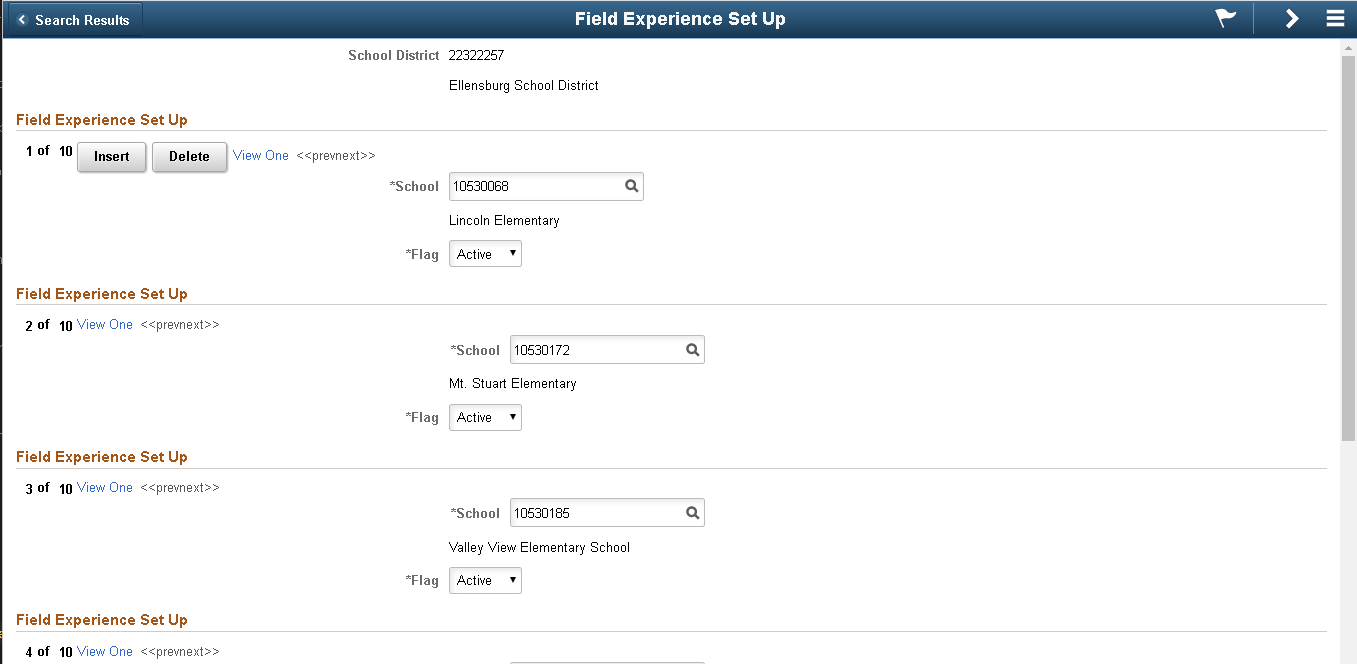 Search Results
Field Experience Set Up
School District 22322257
Ellensburg School District
Field Experience Set Up
1 of 10 Insert Delete View One <<prevnext>>
*School 10530068
Lincoln Elementary
*Flag Active
Field Experience Set Up
2 of 10 View One <<prevnext>>
*School 10530172
Mt. Stuart Elementary
*Flag Active
Field Experience Set Up
3 of 10 View One <<prevnext>>
*School 10530185
Valley View Elementary School
*Flag Active
Field Experience Set Up
4 of 10 View One <<prevnext>>